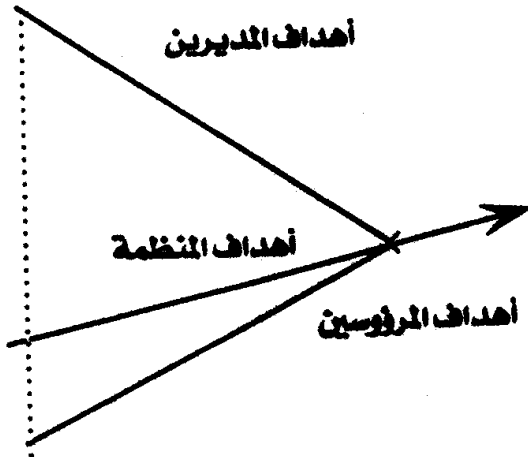 أهداف المديرين
أهداف المنظمة
أهداف المرؤوسين